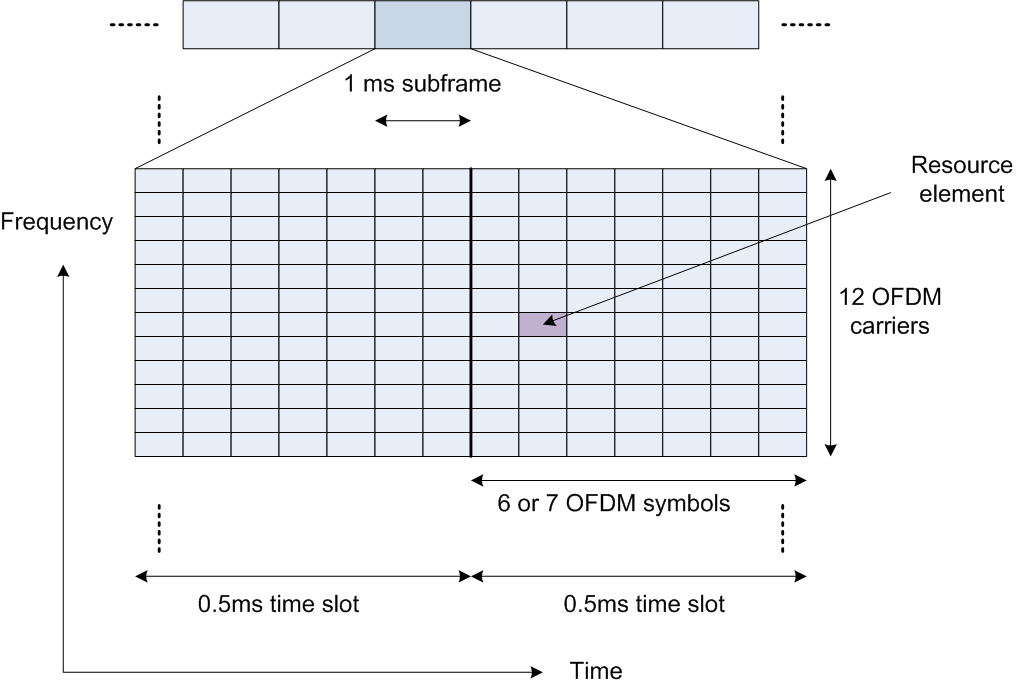 1 ms subframe
Resource
element
Frequency
12 OFDM
carriers
6 or 7 OFDM symbols
0.5ms time slot
0.5ms time slot
Time